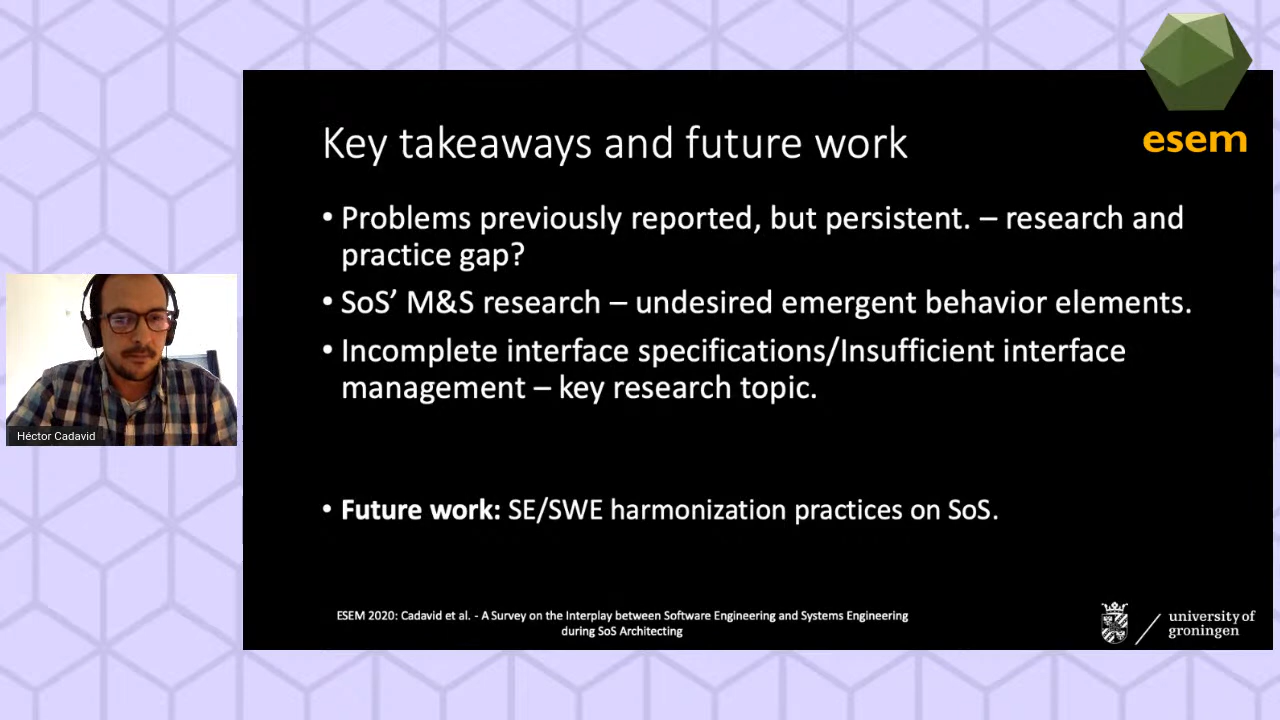 esem
Key takeaways and future work
• Problems previously reported, but persistent. – research and
practice gap?
• SoS’ M&S research – undesired emergent behavior elements.
• Incomplete interface specifications/Insufficient interface
management – key research topic.
Héctor Cadavid
• Future work: SE/SWE harmonization practices on SoS.
ESEM 2020: Cadavid et al. - A Survey on the Interplay between Software Engineering and Systems Engineering
during SoS Architecting
university of
groningen